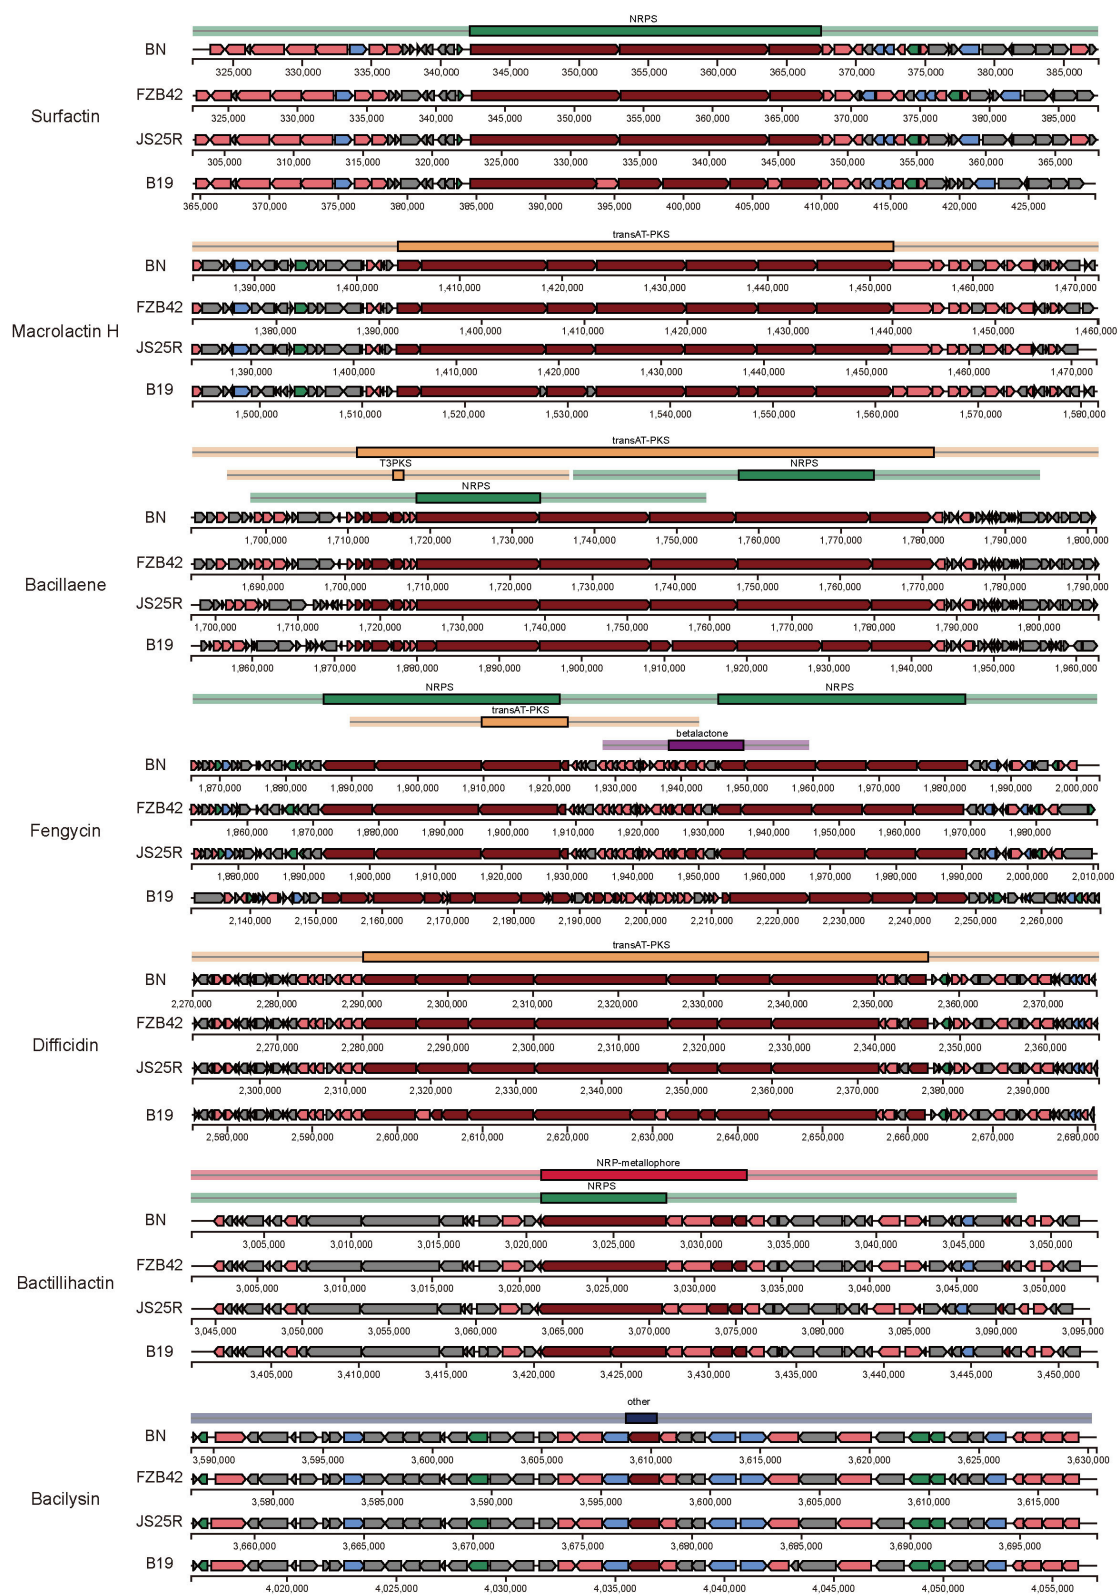 NRPS
BN
325,000 330,000 335,000 340,000 345,000 350,000 355,000 360,000 365,000 370,000 375,000 380,000 385,000
FZB42
325,000 330,000 335,000 340,000 345,000 350,000 355,000 360,000 365,000 370,000 375,000 380,000 385,000
Surfactin
JS25R
305,000 310,000 315,000 320,000 325,000 330,000 335,000 340,000 345,000 350,000 355,000 360,000 365,000
B19
365,000 370,000 375,000 380,000 385,000 390,000 395,000 400,000 405,000 410,000 415,000 420,000 425,000
transAT-PKS
BN
1,390,000 1,400,000 1,410,000 1,420,000 1,430,000 1,440,000 1,450,000 1,460,000 1,470,000
FZB42
1,380,000 1,390,000 1,400,000 1,410,000 1,420,000 1,430,000 1,440,000 1,450,000 1,460,000
Macrolactin H
JS25R
1,390,000 1,400,000 1,410,000 1,420,000 1,430,000 1,440,000 1,450,000 1,460,000 1,470,000
B19
1,500,000 1,510,000 1,520,000 1,530,000 1,540,000 1,550,000 1,560,000 1,570,000 1,580,000
transAT-PKS
T3PKS NRPS
NRPS
BN
1,700,000 1,710,000 1,720,000 1,730,000 1,740,000 1,750,000 1,760,000 1,770,000 1,780,000 1,790,000 1,800,000
FZB42
1,690,000 1,700,000 1,710,000 1,720,000 1,730,000 1,740,000 1,750,000 1,760,000 1,770,000 1,780,000 1,790,000
Bacillaene
JS25R
1,700,000 1,710,000 1,720,000 1,730,000 1,740,000 1,750,000 1,760,000 1,770,000 1,780,000 1,790,000 1,800,000
B19
1,860,000 1,870,000 1,880,000 1,890,000 1,900,000 1,910,000 1,920,000 1,930,000 1,940,000 1,950,000 1,960,000
NRPS NRPS
transAT-PKS
betalactone
BN
1,870,000 1,880,000 1,890,000 1,900,000 1,910,000 1,920,000 1,930,000 1,940,000 1,950,000 1,960,000 1,970,000 1,980,000 1,990,000 2,000,000
FZB42
1,860,000 1,870,000 1,880,000 1,890,000 1,900,000 1,910,000 1,920,000 1,930,000 1,940,000 1,950,000 1,960,000 1,970,000 1,980,000
Fengycin
JS25R
1,880,000 1,890,000 1,900,000 1,910,000 1,920,000 1,930,000 1,940,000 1,950,000 1,960,000 1,970,000 1,980,000 1,990,000 2,000,000 2,010,000
B19
2,140,000 2,150,000 2,160,000 2,170,000 2,180,000 2,190,000 2,200,000 2,210,000 2,220,000 2,230,000 2,240,000 2,250,000 2,260,000
transAT-PKS
BN
2,270,000 2,280,000 2,290,000 2,300,000 2,310,000 2,320,000 2,330,000 2,340,000 2,350,000 2,360,000 2,370,000
FZB42
2,270,000 2,280,000 2,290,000 2,300,000 2,310,000 2,320,000 2,330,000 2,340,000 2,350,000 2,360,000
Difficidin
JS25R
2,300,000 2,310,000 2,320,000 2,330,000 2,340,000 2,350,000 2,360,000 2,370,000 2,380,000 2,390,000
B19
2,580,000 2,590,000 2,600,000 2,610,000 2,620,000 2,630,000 2,640,000 2,650,000 2,660,000 2,670,000 2,680,000
NRP-metallophore
NRPS
BN
3,005,000 3,010,000 3,015,000 3,020,000 3,025,000 3,030,000 3,035,000 3,040,000 3,045,000 3,050,000
FZB42
3,005,000 3,010,000 3,015,000 3,020,000 3,025,000 3,030,000 3,035,000 3,040,000 3,045,000 3,050,000
Bactillihactin
JS25R
3,045,000 3,050,000 3,055,000 3,060,000 3,065,000 3,070,000 3,075,000 3,080,000 3,085,000 3,090,000 3,095,000
B19
3,405,000 3,410,000 3,415,000 3,420,000 3,425,000 3,430,000 3,435,000 3,440,000 3,445,000 3,450,000
other
BN
3,590,000 3,595,000 3,600,000 3,605,000 3,610,000 3,615,000 3,620,000 3,625,000 3,630,000
FZB42
3,580,000 3,585,000 3,590,000 3,595,000 3,600,000 3,605,000 3,610,000 3,615,000
Bacilysin
JS25R
3,660,000 3,665,000 3,670,000 3,675,000 3,680,000 3,685,000 3,690,000 3,695,000
B19
4,020,000 4,025,000 4,030,000 4,035,000 4,040,000 4,045,000 4,050,000 4,055,000